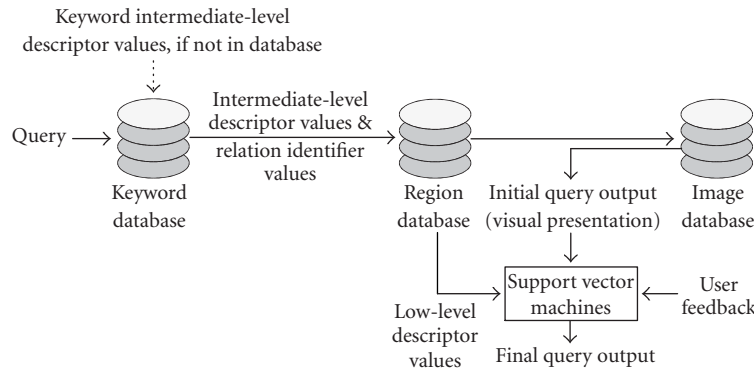 Keyword intermediate-level
descriptor values, if not in database
Query
Intermediate-level
descriptor values &
relation identifier
values
Keyword
database
Region
database
Initial query output
(visual presentation)
Image
database
Support vector
machines
User
feedback
Low-level
descriptor
values
Final query output